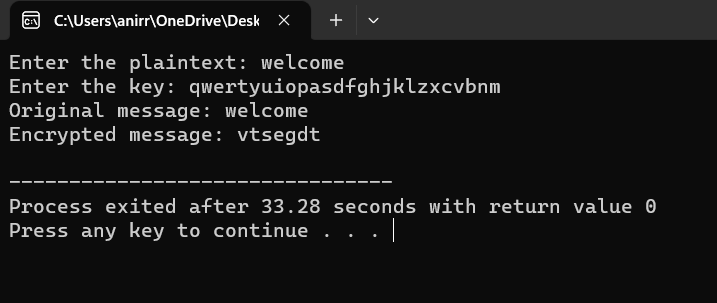 C:\Users\anirr\OneDrive\Desk
Enter the plaintext: welcome
Enter the key: qwertyuiopasdfghjklzxcvbnm
Original message: welcome
Encrypted message: vtsegdt
--------------------------------
Process exited after 33.28 seconds with return value 0
Press any key to continue . . .